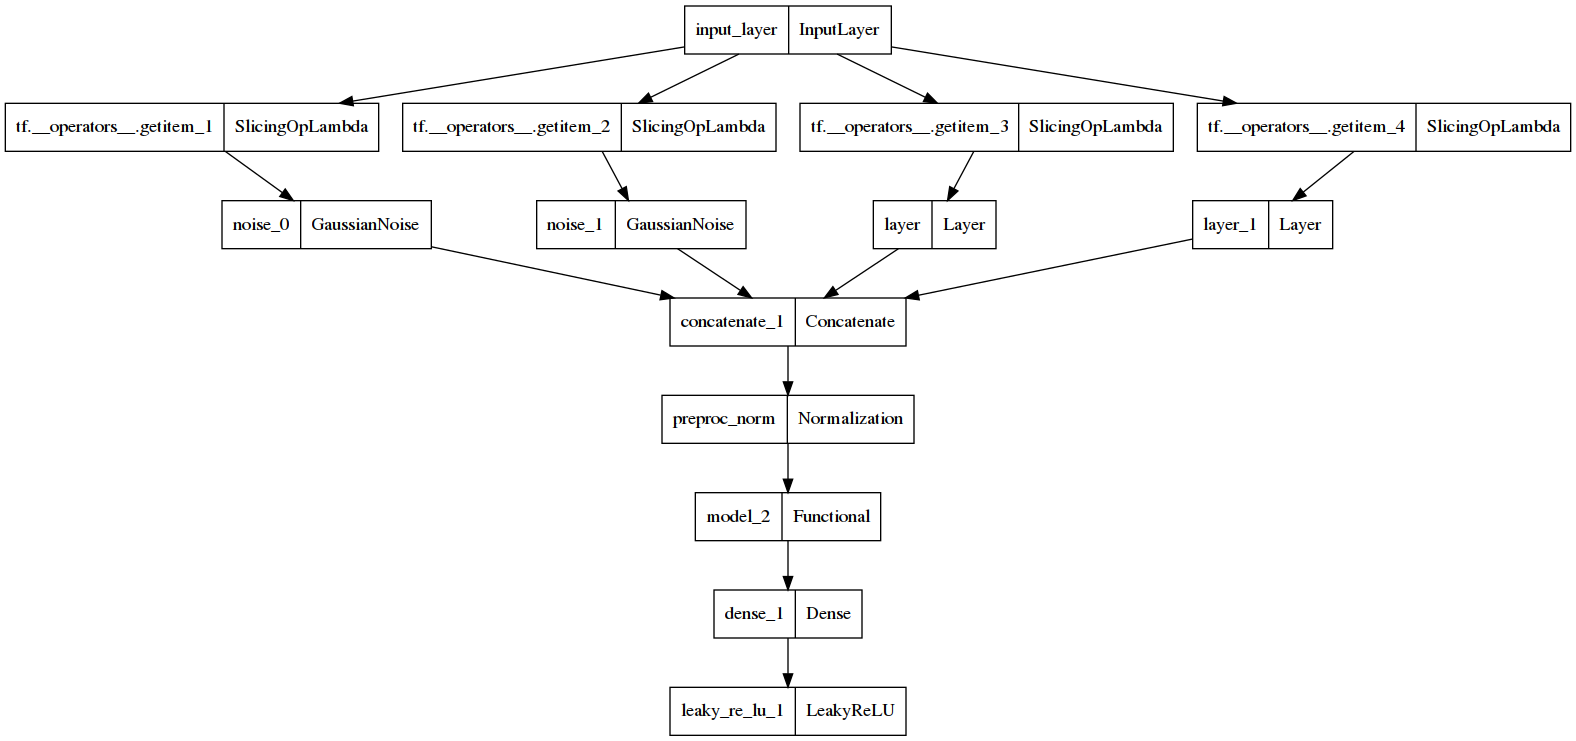 input_layer InputLayer
tf.__operators__.getitem_1 SlicingOpLambda tf.__operators__.getitem_2 SlicingOpLambda tf.__operators__.getitem_3 SlicingOpLambda tf.__operators__.getitem_4 SlicingOpLambda
noise_0 GaussianNoise noise_1 GaussianNoise layer Layer layer_1 Layer
concatenate_1 Concatenate
preproc_norm Normalization
model_2 Functional
dense_1 Dense
leaky_re_lu_1 LeakyReLU